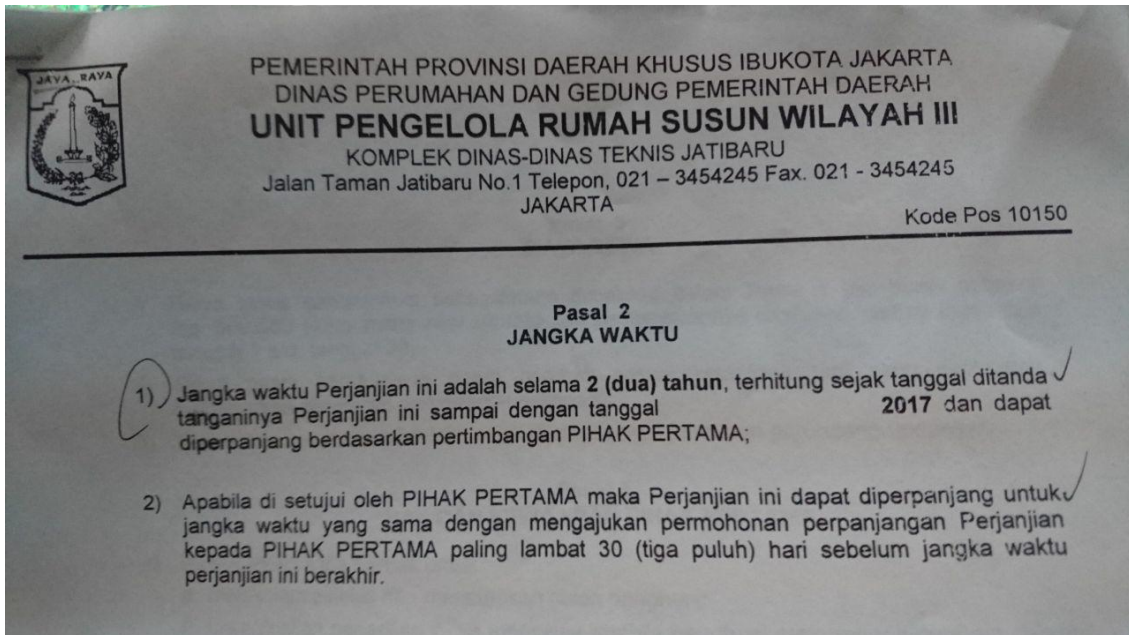 JAYA RAYA
PEMERINTAH PROVINSI DAERAH KHUSUS IBUKOTA JAKARTA
DINAS PERUMAHAN DAN GEDUNG PEMERINTAH DAERAH
UNIT PENGELOLA RUMAH SUSUN WILAYAH III
KOMPLEK DINAS-DINAS TEKNIS JATIBARU
Jalan Taman Jatibaru No.1 Telepon, 021 – 3454245 Fax. 021 - 3454245
JAKARTA
Kode Pos 10150
Pasal 2
JANGKA WAKTU
1) Jangka waktu Perjanjian ini adalah selama 2 (dua) tahun, terhitung sejak tanggal ditanda
tanganinya Perjanjian ini sampai dengan tanggal 2017 dan dapat
diperpanjang berdasarkan pertimbangan PIHAK PERTAMA;
2) Apabila di setujui oleh PIHAK PERTAMA maka Perjanjian ini dapat diperpanjang untuk
jangka waktu yang sama dengan mengajukan permohonan perpanjangan Perjanjian
kepada PIHAK PERTAMA paling lambat 30 (tiga puluh) hari sebelum jangka waktu
perjanjian ini berakhir.